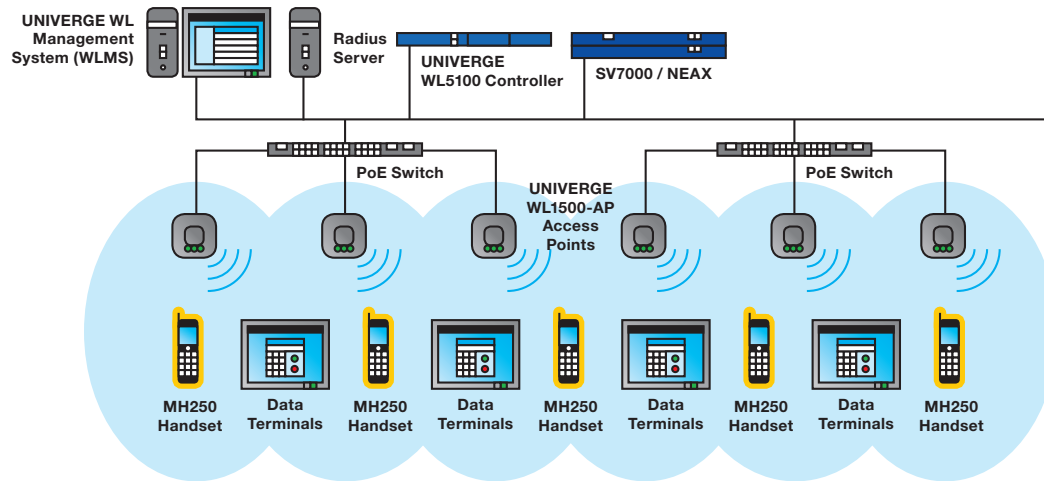 UNIVERGE WL
Management
System (WLMS)
Radius
Server
UNIVERGE
WL5100 Controller
SV7000 / NEAX
PoE Switch
PoE Switch
UNIVERGE
WL1500-AP
Access
Points
MH250
Handset
Data
Terminals
MH250
Handset
Data
Terminals
MH250
Handset
Data
Terminals
MH250
Handset
Data
Terminals
MH250
Handset